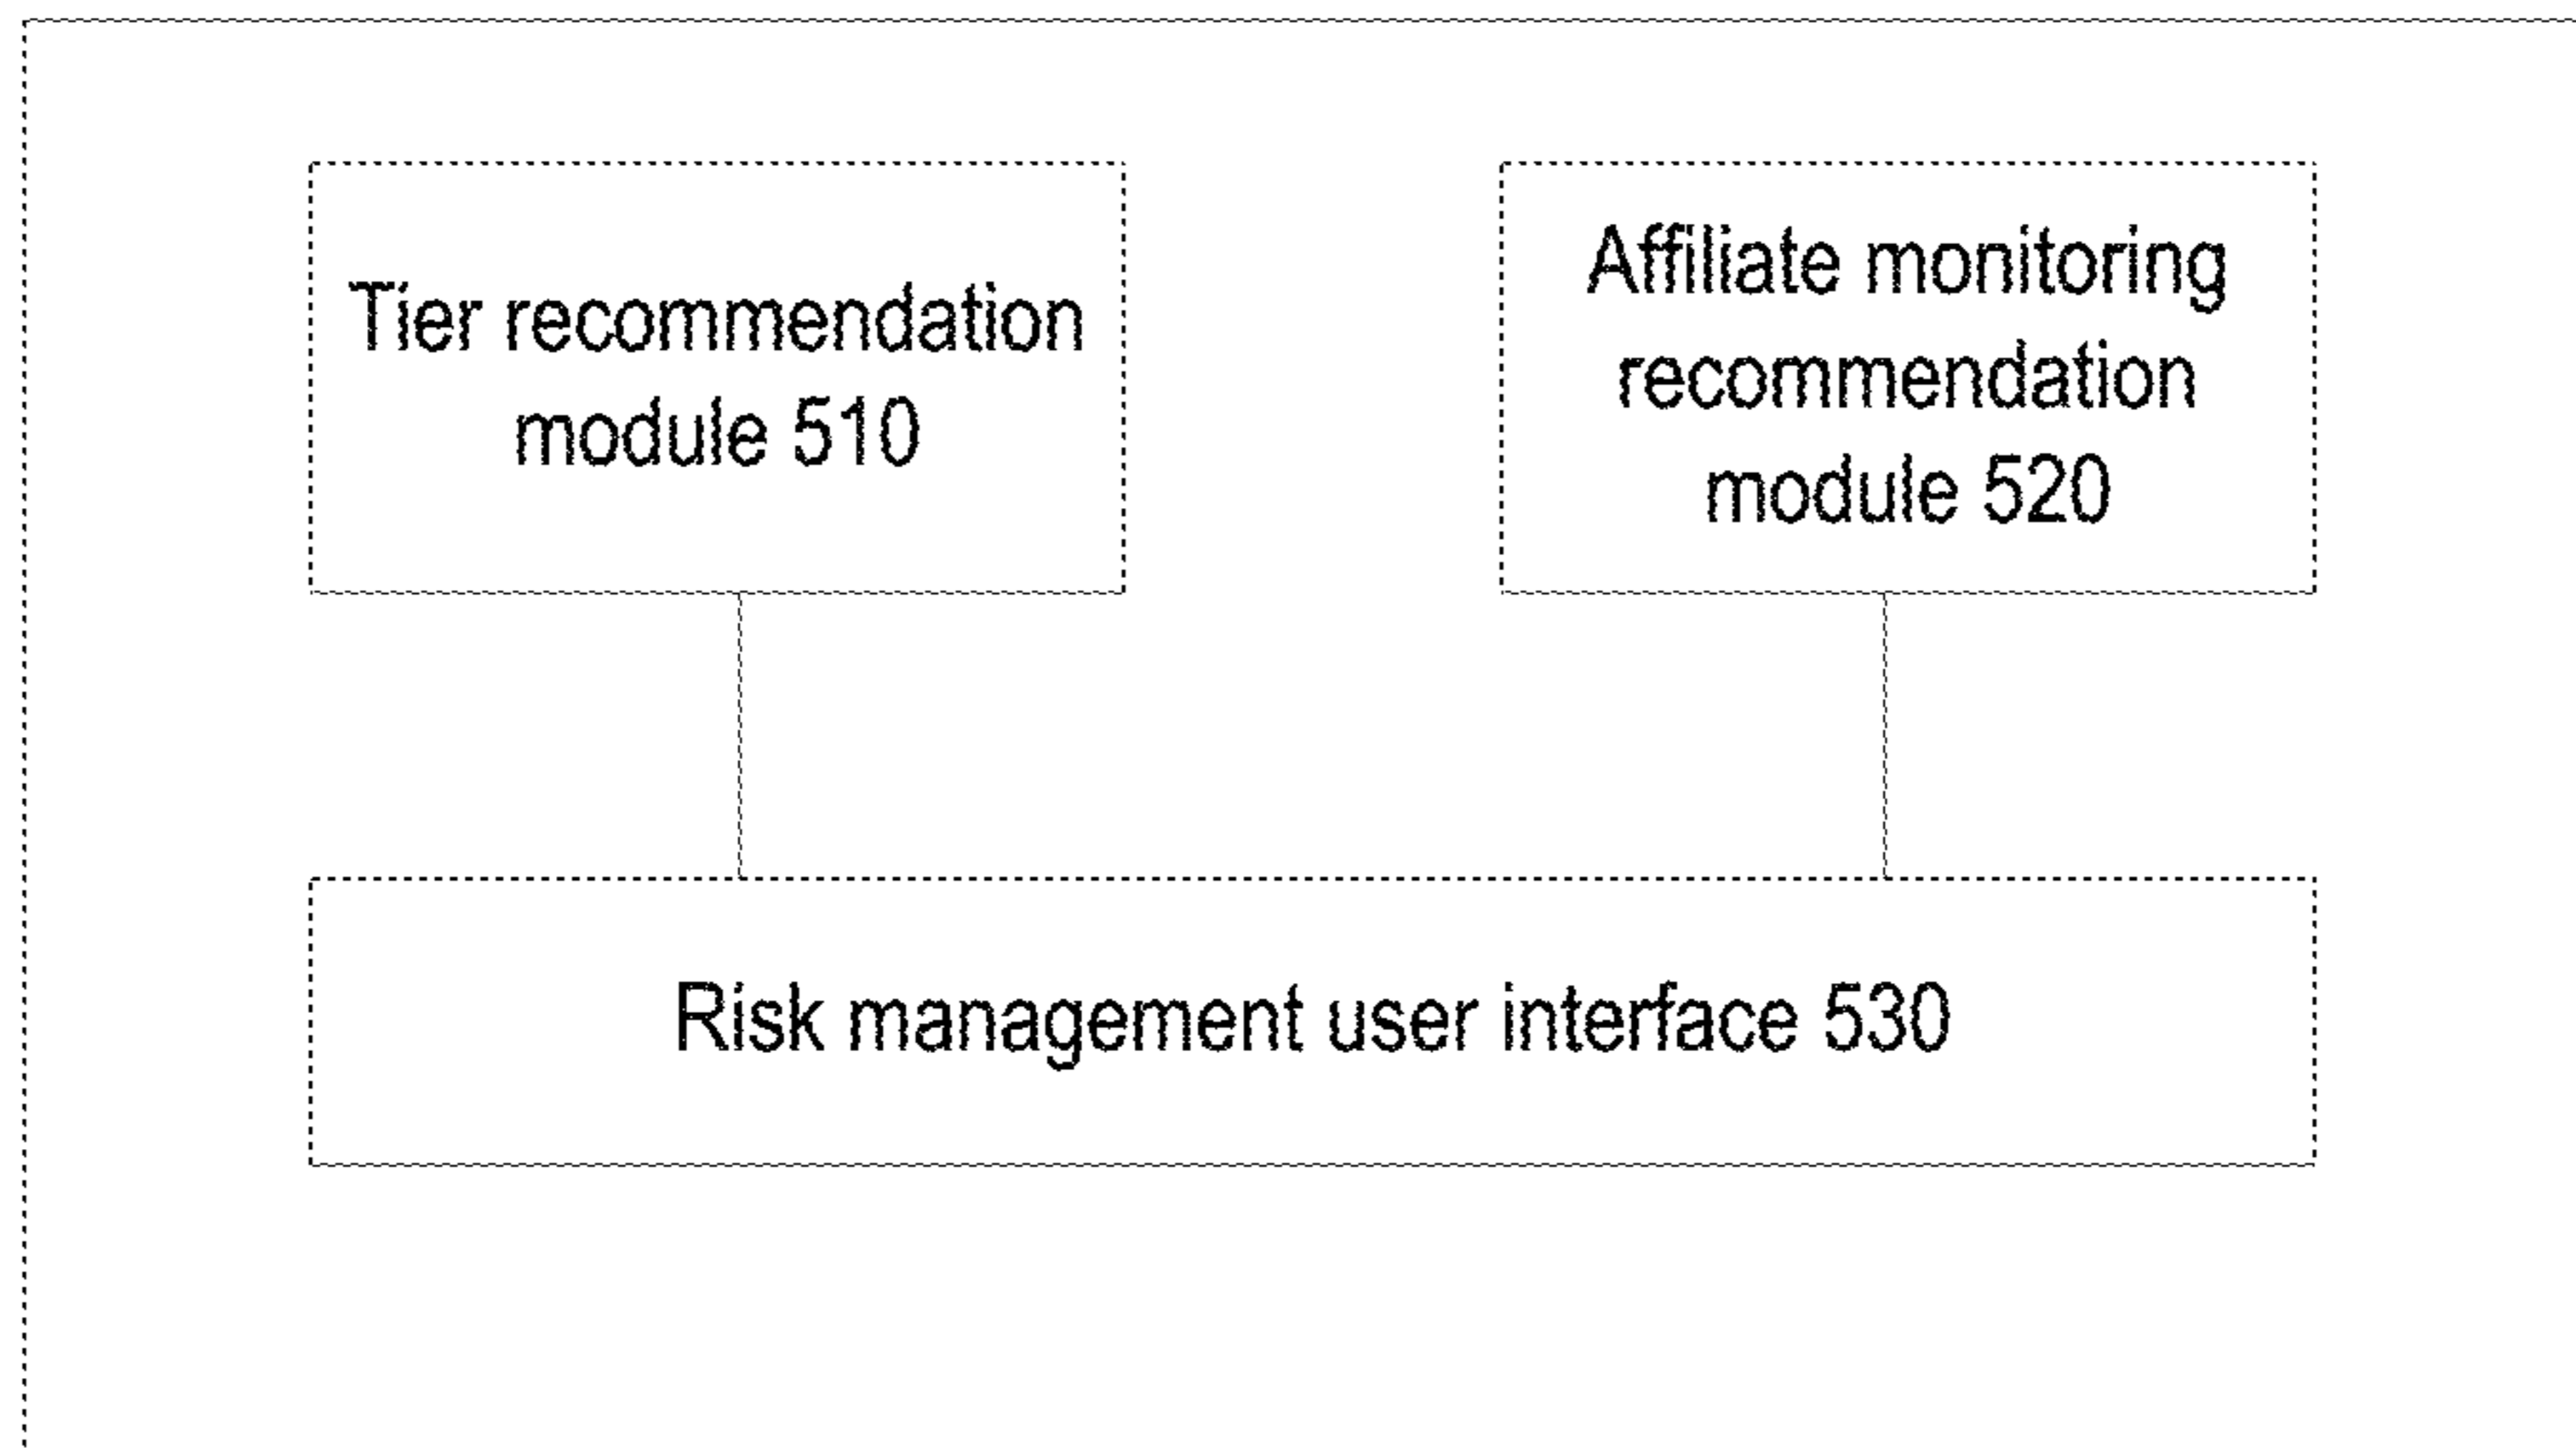 Tier recommendation
module 510
Affiliate monitoring
recommendation
module 520
Risk management user interface 530